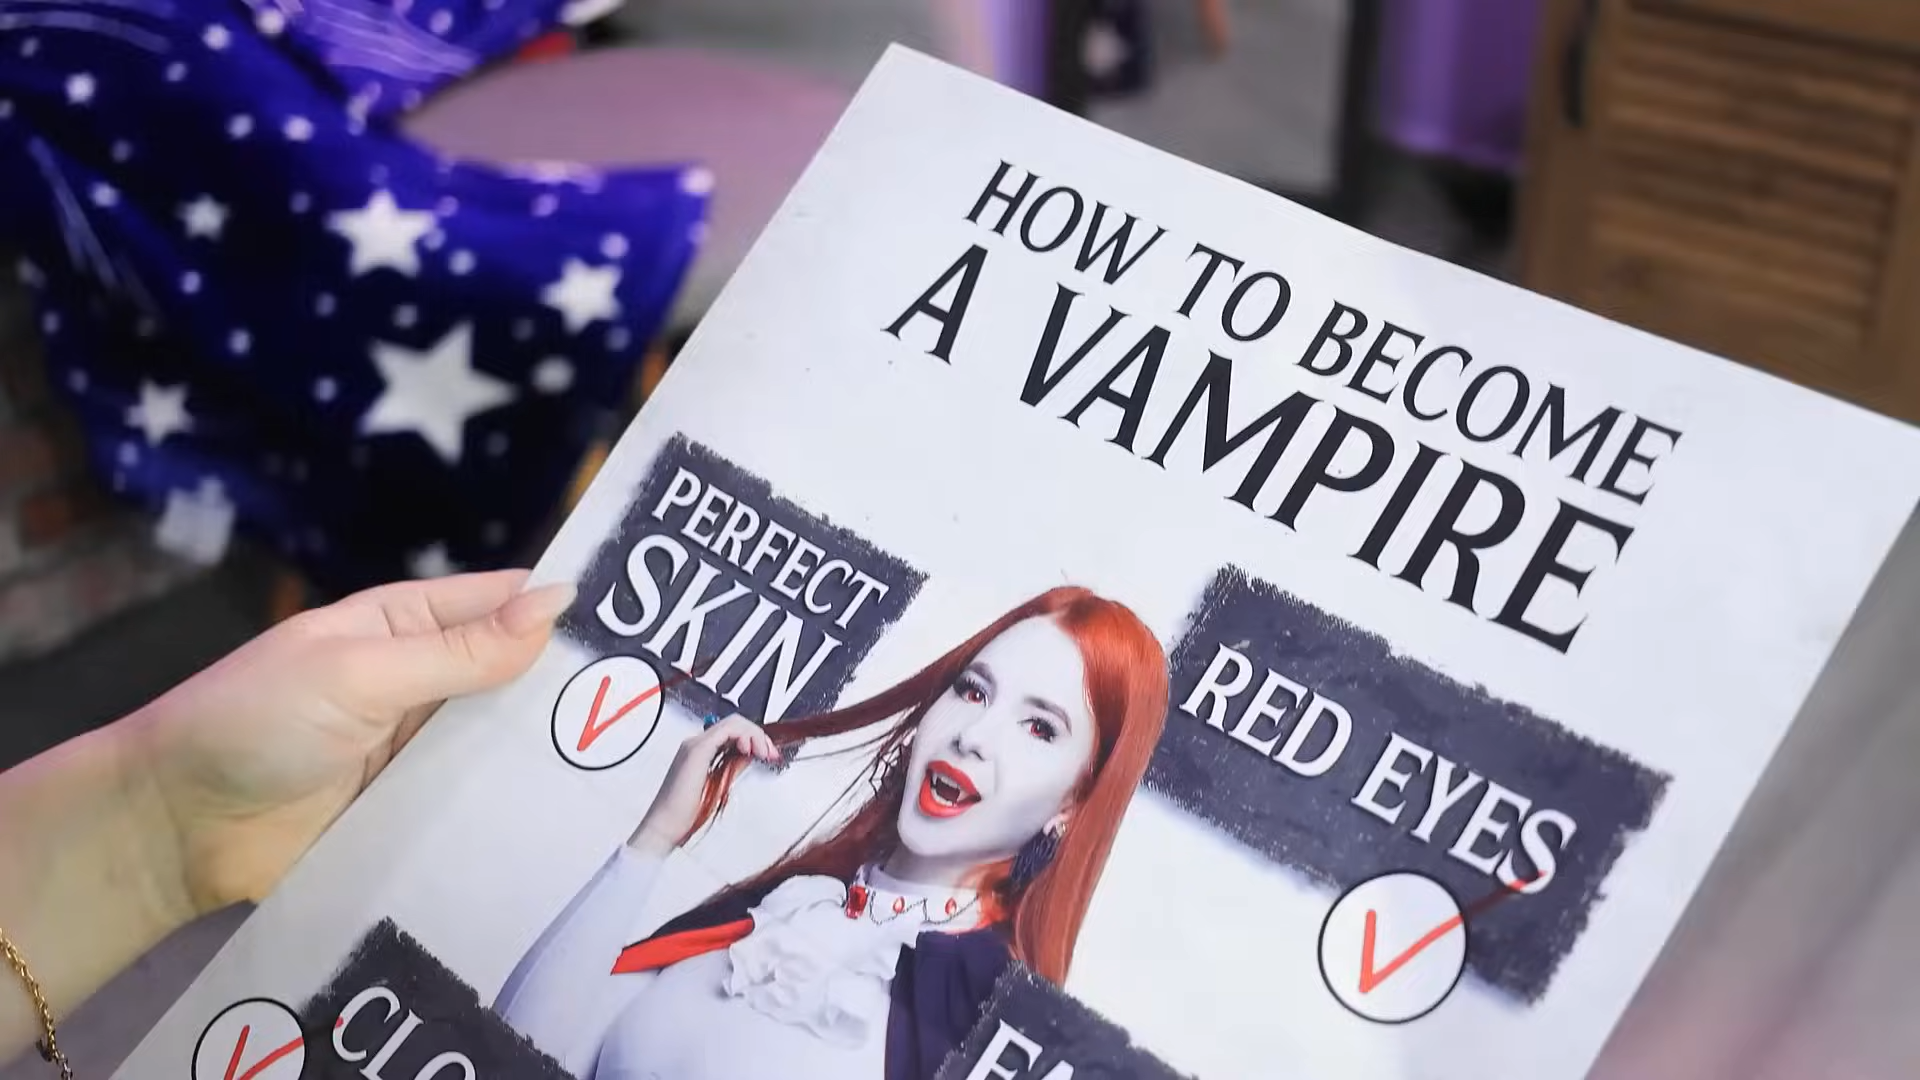 HOW TO BECOME
A VAMPIRE
PERFECT
SKIN
RED EYES